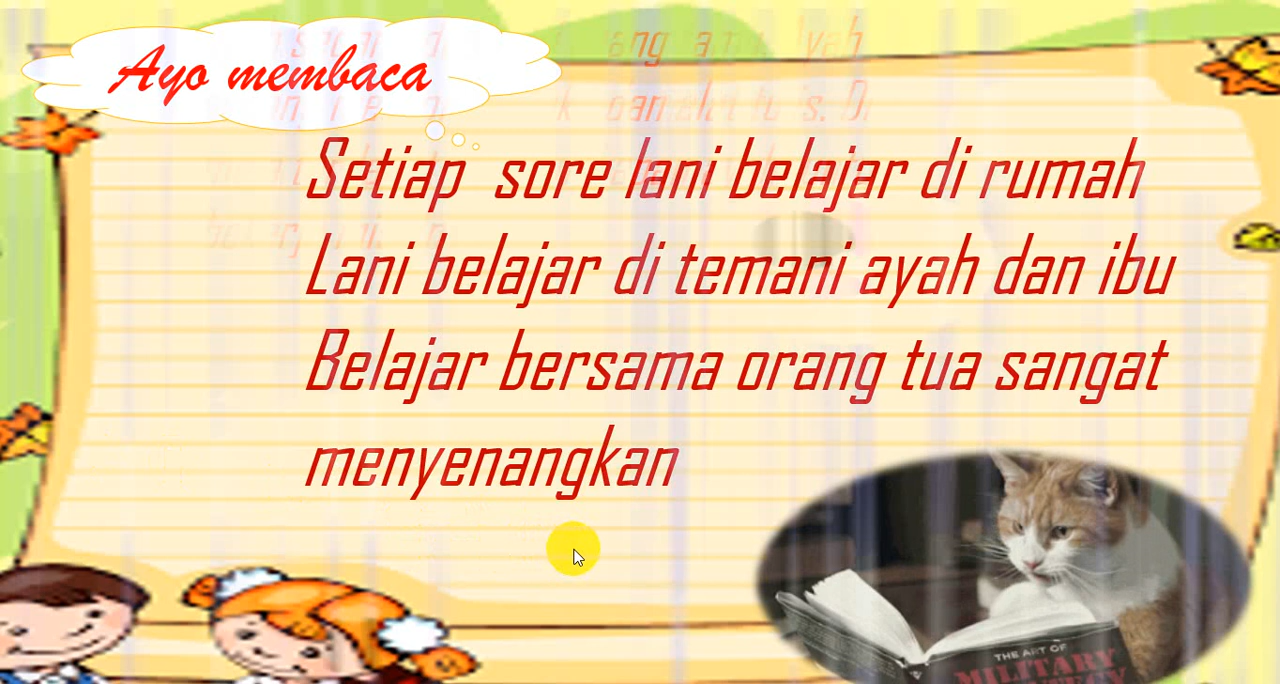 Ayo membaca
Setiap sore lani belajar di rumah
Lani belajar di temani ayah dan ibu
Belajar bersama orang tua sangat
menyenangkan
THE ART OF
MILITARY